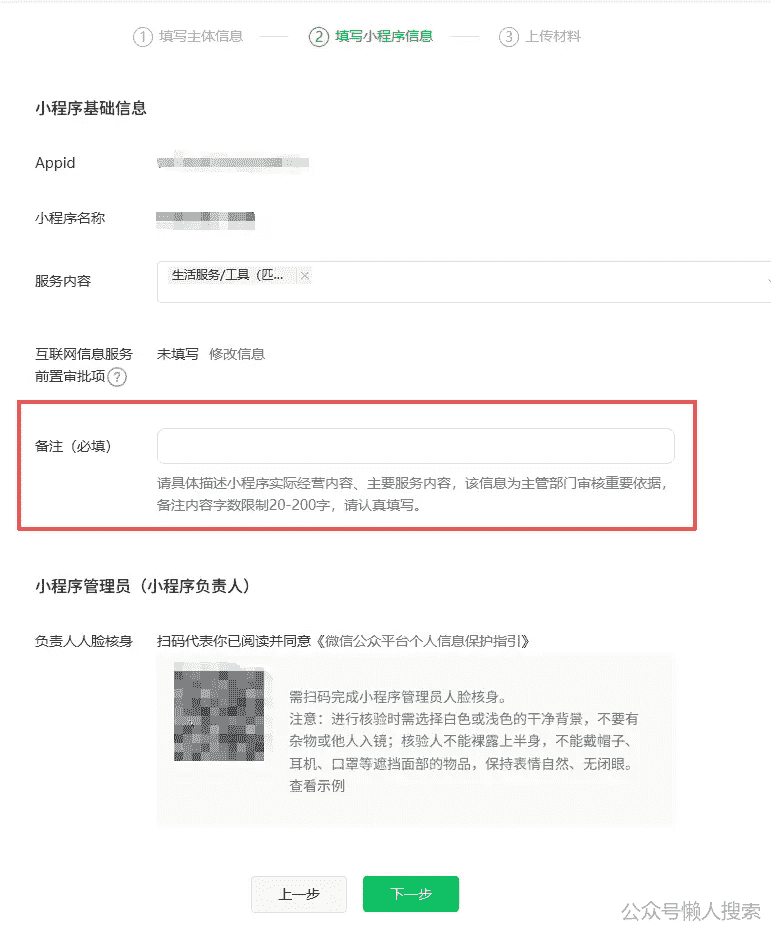 1 填写主体信息 2 填写小程序信息 3 上传材料
小程序基础信息
Appid
小程序名称
服务内容 生活服务/工具（匹... ×
互联网信息服务 未填写 修改信息
前置审批项 ?
备注（必填）
请具体描述小程序实际经营内容、主要服务内容，该信息为主管部门审核重要依据，
备注内容字数限制20-200字，请认真填写。
小程序管理员（小程序负责人）
负责人人脸核身 扫码代表你已阅读并同意《微信公众平台个人信息保护指引》
需扫码完成小程序管理员人脸核身。
注意：进行核验时需选择白色或浅色的干净背景，不要有
杂物或他人入镜；核验人不能裸露上半身，不能戴帽子、
耳机、口罩等遮挡面部的物品，保持表情自然、无闭眼。
查看示例
上一步 下一步
公众号懒人搜索